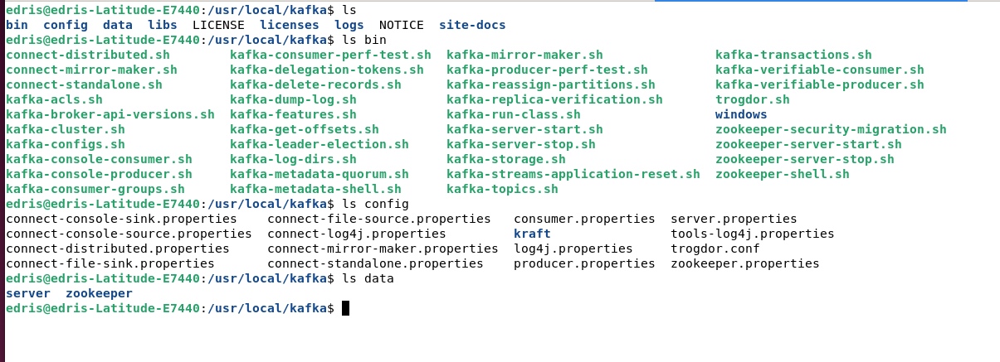 edris@edris-Latitude-E7440:/usr/local/kafka$ ls
bin  config  data  libs  LICENSE  licenses  logs  NOTICE  site-docs
edris@edris-Latitude-E7440:/usr/local/kafka$ ls bin
connect-distributed.sh        kafka-consumer-perf-test.sh  kafka-mirror-maker.sh               kafka-transactions.sh
connect-mirror-maker.sh       kafka-delegation-tokens.sh   kafka-producer-perf-test.sh         kafka-verifiable-consumer.sh
connect-standalone.sh         kafka-delete-records.sh      kafka-reassign-partitions.sh        kafka-verifiable-producer.sh
kafka-acls.sh                 kafka-dump-log.sh            kafka-replica-verification.sh       trogdor.sh
kafka-broker-api-versions.sh  kafka-features.sh            kafka-run-class.sh                  windows
kafka-cluster.sh              kafka-get-offsets.sh         kafka-server-start.sh               zookeeper-security-migration.sh
kafka-configs.sh              kafka-leader-election.sh     kafka-server-stop.sh                zookeeper-server-start.sh
kafka-console-consumer.sh     kafka-log-dirs.sh            kafka-storage.sh                    zookeeper-server-stop.sh
kafka-console-producer.sh     kafka-metadata-quorum.sh     kafka-streams-application-reset.sh  zookeeper-shell.sh
kafka-consumer-groups.sh      kafka-metadata-shell.sh      kafka-topics.sh
edris@edris-Latitude-E7440:/usr/local/kafka$ ls config
connect-console-sink.properties    connect-file-source.properties   consumer.properties  server.properties
connect-console-source.properties  connect-log4j.properties         kraft                tools-log4j.properties
connect-distributed.properties     connect-mirror-maker.properties  log4j.properties     trogdor.conf
connect-file-sink.properties       connect-standalone.properties    producer.properties  zookeeper.properties
edris@edris-Latitude-E7440:/usr/local/kafka$ ls data
server  zookeeper
edris@edris-Latitude-E7440:/usr/local/kafka$